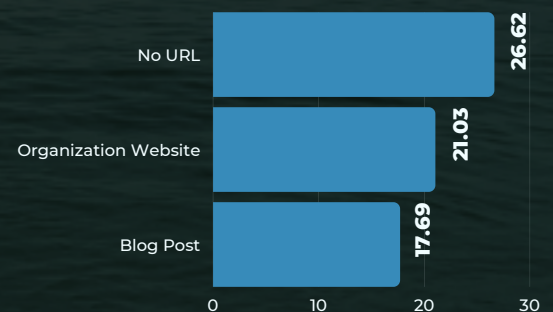 No URL
26.62
Organization Website
21.03
Blog Post
17.69
0 10 20 30